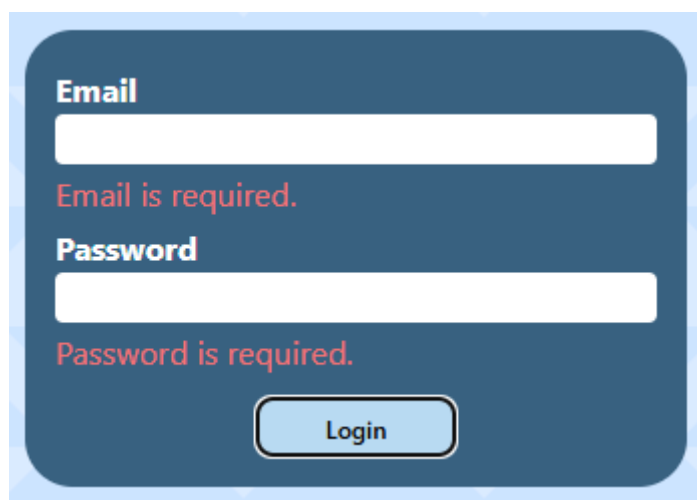 Email
Email is required.
Password
Password is required.
Login